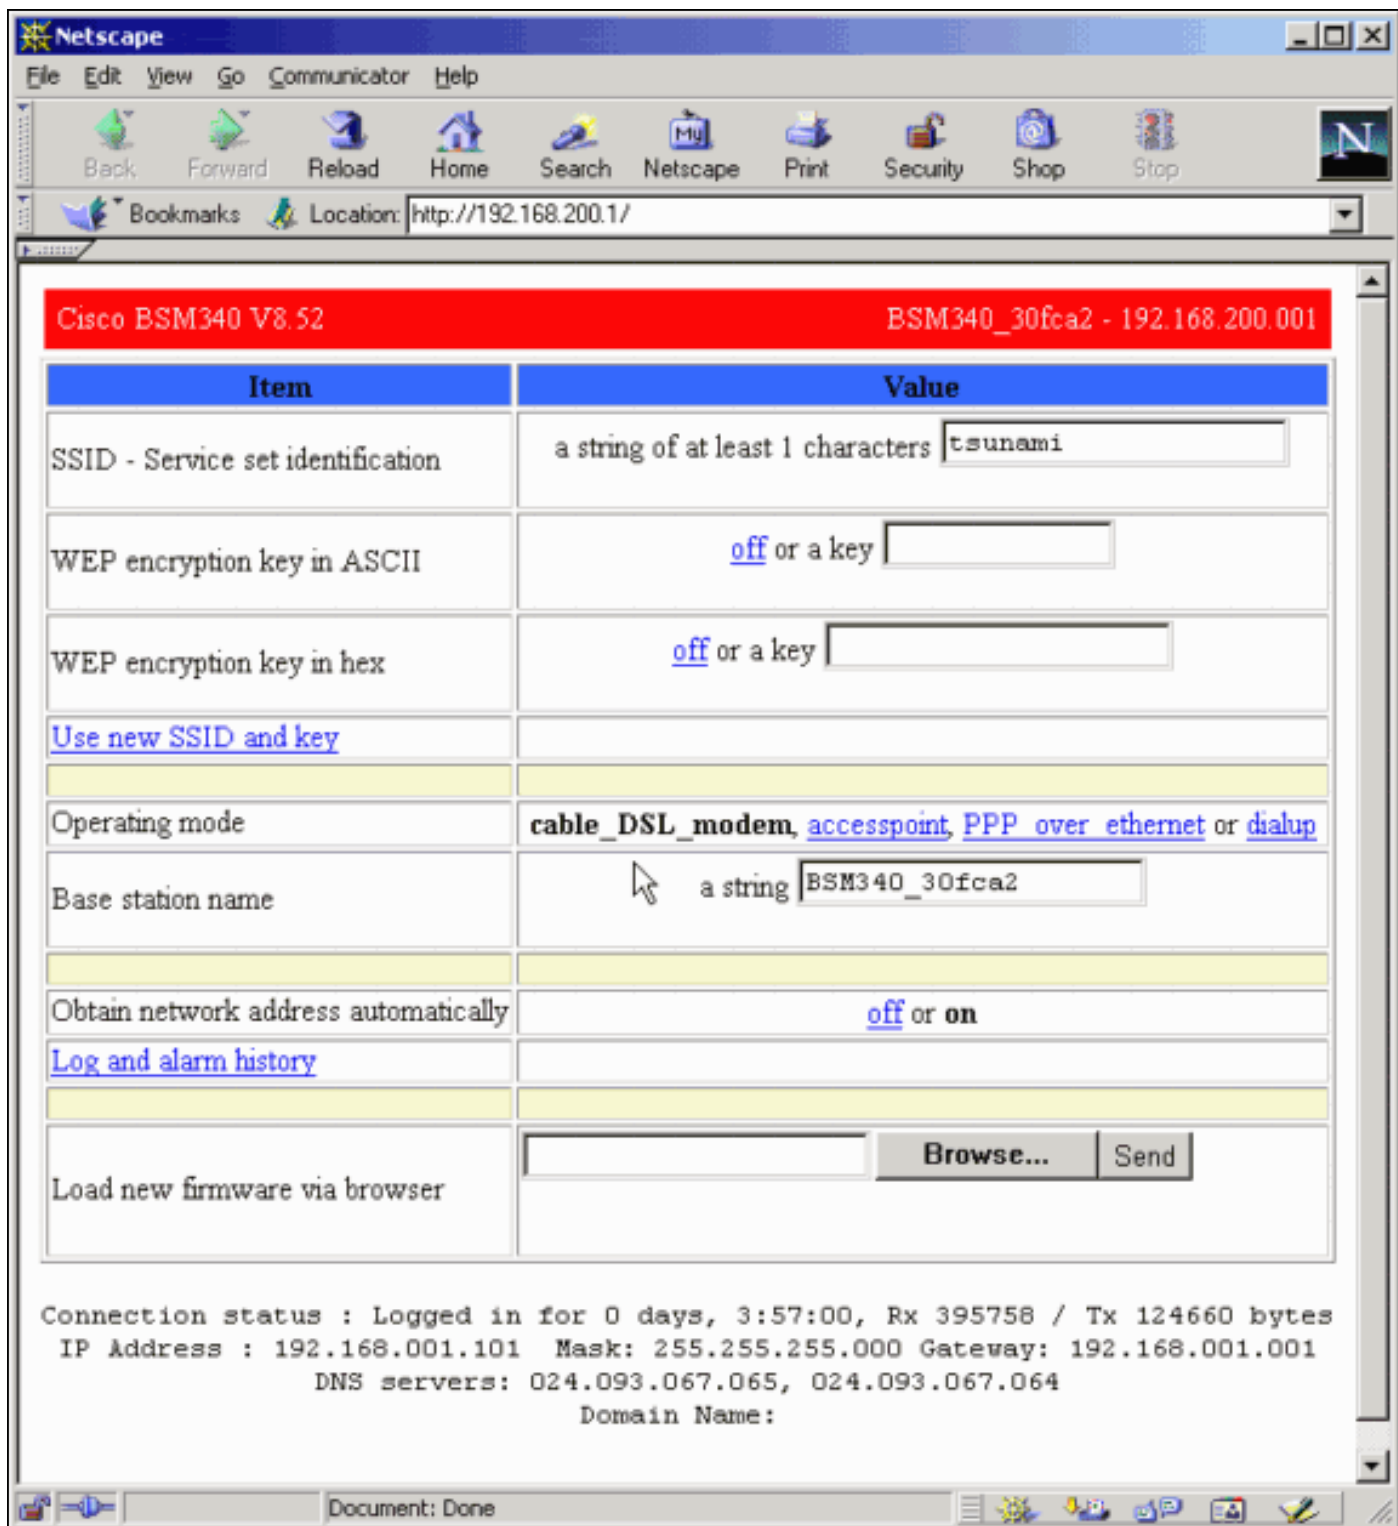 Netscape
File Edit View Go Communicator Help
My
N
Back Forward Reload Home Search Netscape Print Security Shop Stop
Bookmarks Location: http://192.168.200.1/
Cisco BSM340 V8.52 BSM340_30fca2 - 192.168.200.001
Item Value
SSID - Service set identification a string of at least 1 characters tsunami
WEP encryption key in ASCII off or a key
WEP encryption key in hex off or a key
Use new SSID and key
Operating mode cable_DSL_modem, accesspoint, PPP_over_ethernet or dialup
Base station name a string BSM340_30fca2
Obtain network address automatically off or on
Log and alarm history
Load new firmware via browser Browse... Send
Connection status : Logged in for 0 days, 3:57:00, Rx 395758 / Tx 124660 bytes
IP Address : 192.168.001.101 Mask: 255.255.255.000 Gateway: 192.168.001.001
DNS servers: 024.093.067.065, 024.093.067.064
Domain Name:
Document: Done